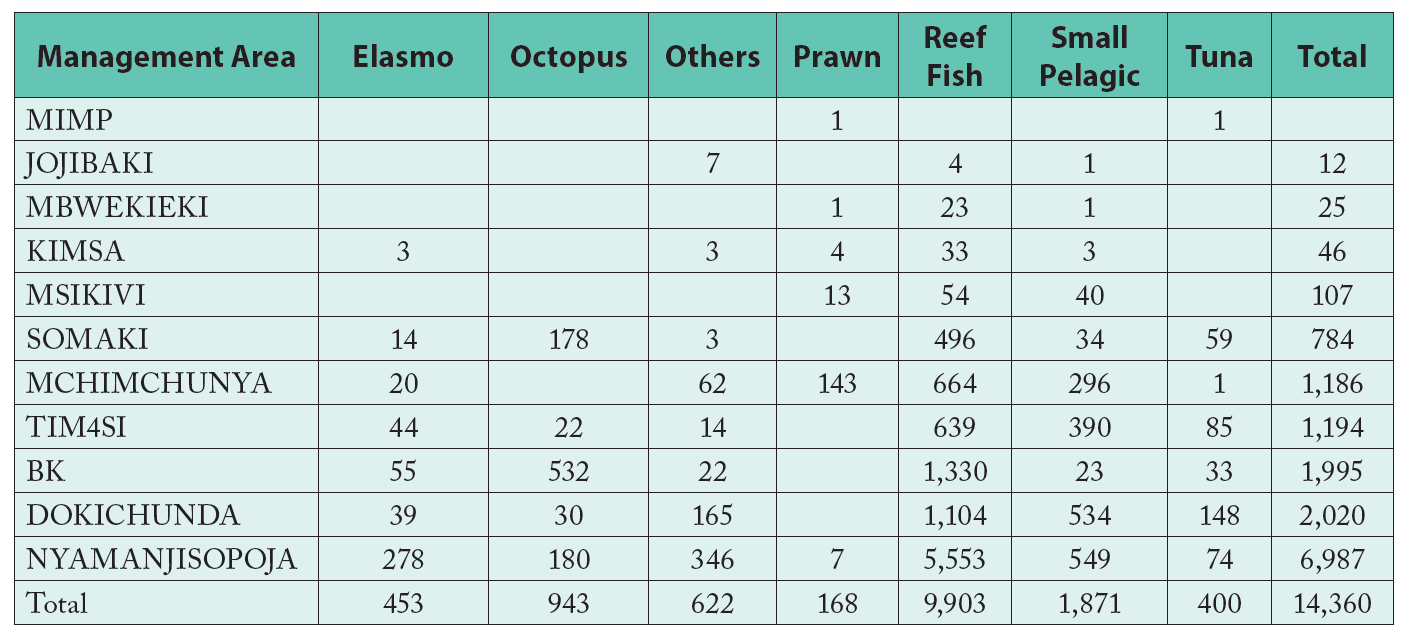 Management Area Elasmo Octopus Others Prawn Reef Fish Small Pelagic Tuna Total
MIMP 1 1
JOJIBAKI 7 4 1 12
MBWEKIEKI 1 23 1 25
KIMSA 3 3 4 33 3 46
MSIKIVI 13 54 40 107
SOMAKI 14 178 3 496 34 59 784
MCHIMCHUNYA 20 62 143 664 296 1 1,186
TIM4SI 44 22 14 639 390 85 1,194
BK 55 532 22 1,330 23 33 1,995
DOKICHUNDA 39 30 165 1,104 534 148 2,020
NYAMANJISOPOJA 278 180 346 7 5,553 549 74 6,987
Total 453 943 622 168 9,903 1,871 400 14,360